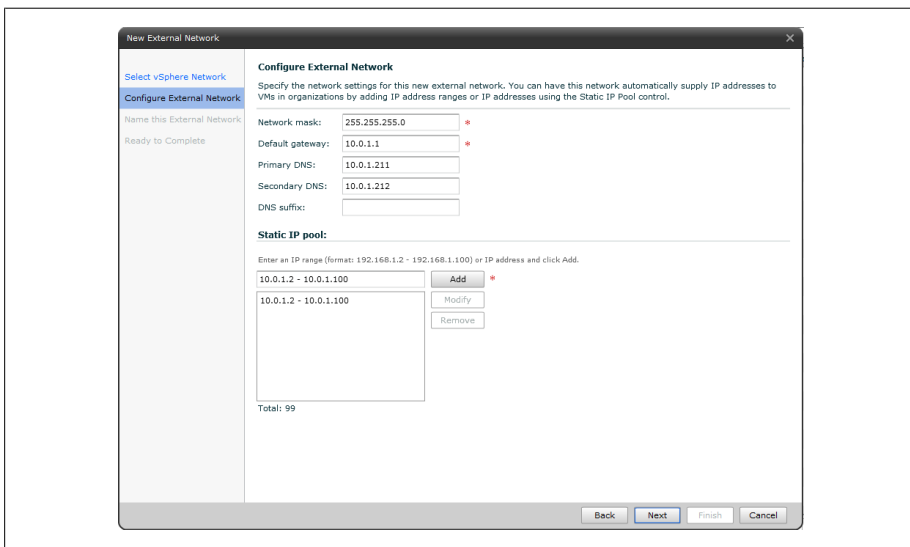 New External Network
Select vSphere Network
Configure External Network
Name this External Network
Ready to Complete
Configure External Network
Specify the network settings for this new external network. You can have this network automatically supply IP addresses to
VMs in organizations by adding IP address ranges or IP addresses using the Static IP Pool control.
Network mask: 255.255.255.0 *
Default gateway: 10.0.1.1 *
Primary DNS: 10.0.1.211
Secondary DNS: 10.0.1.212
DNS suffix:
Static IP pool:
Enter an IP range (format: 192.168.1.2 - 192.168.1.100) or IP address and click Add.
10.0.1.2 - 10.0.1.100 Add *
10.0.1.2 - 10.0.1.100 Modify
Remove
Total: 99
Back Next Finish Cancel